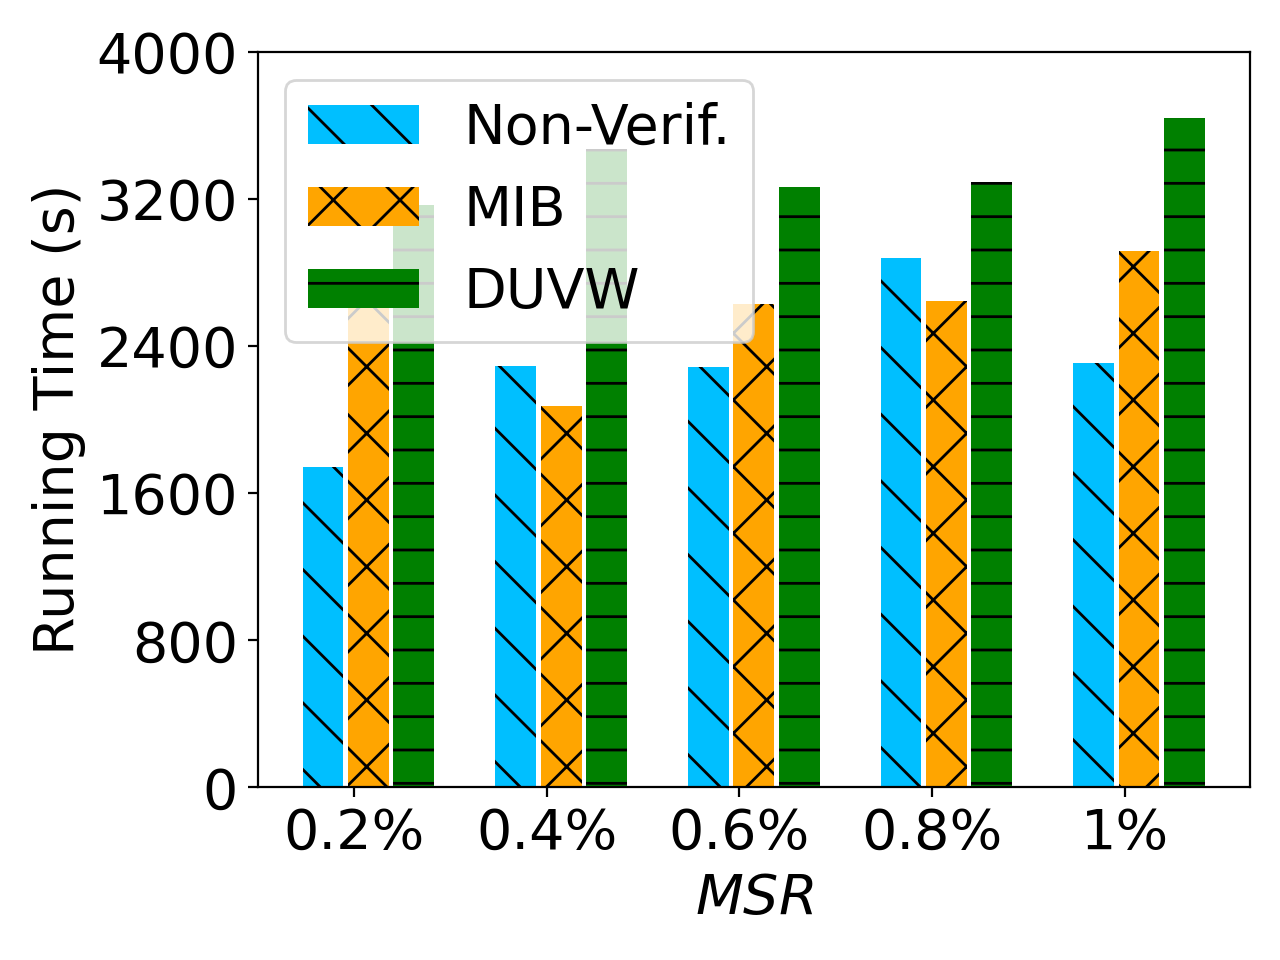 4000
3200
2400
1600
800
0
Running Time (s)
Non-Verif.
MIB
DUVW
0.2% 0.4% 0.6% 0.8% 1%
MSR